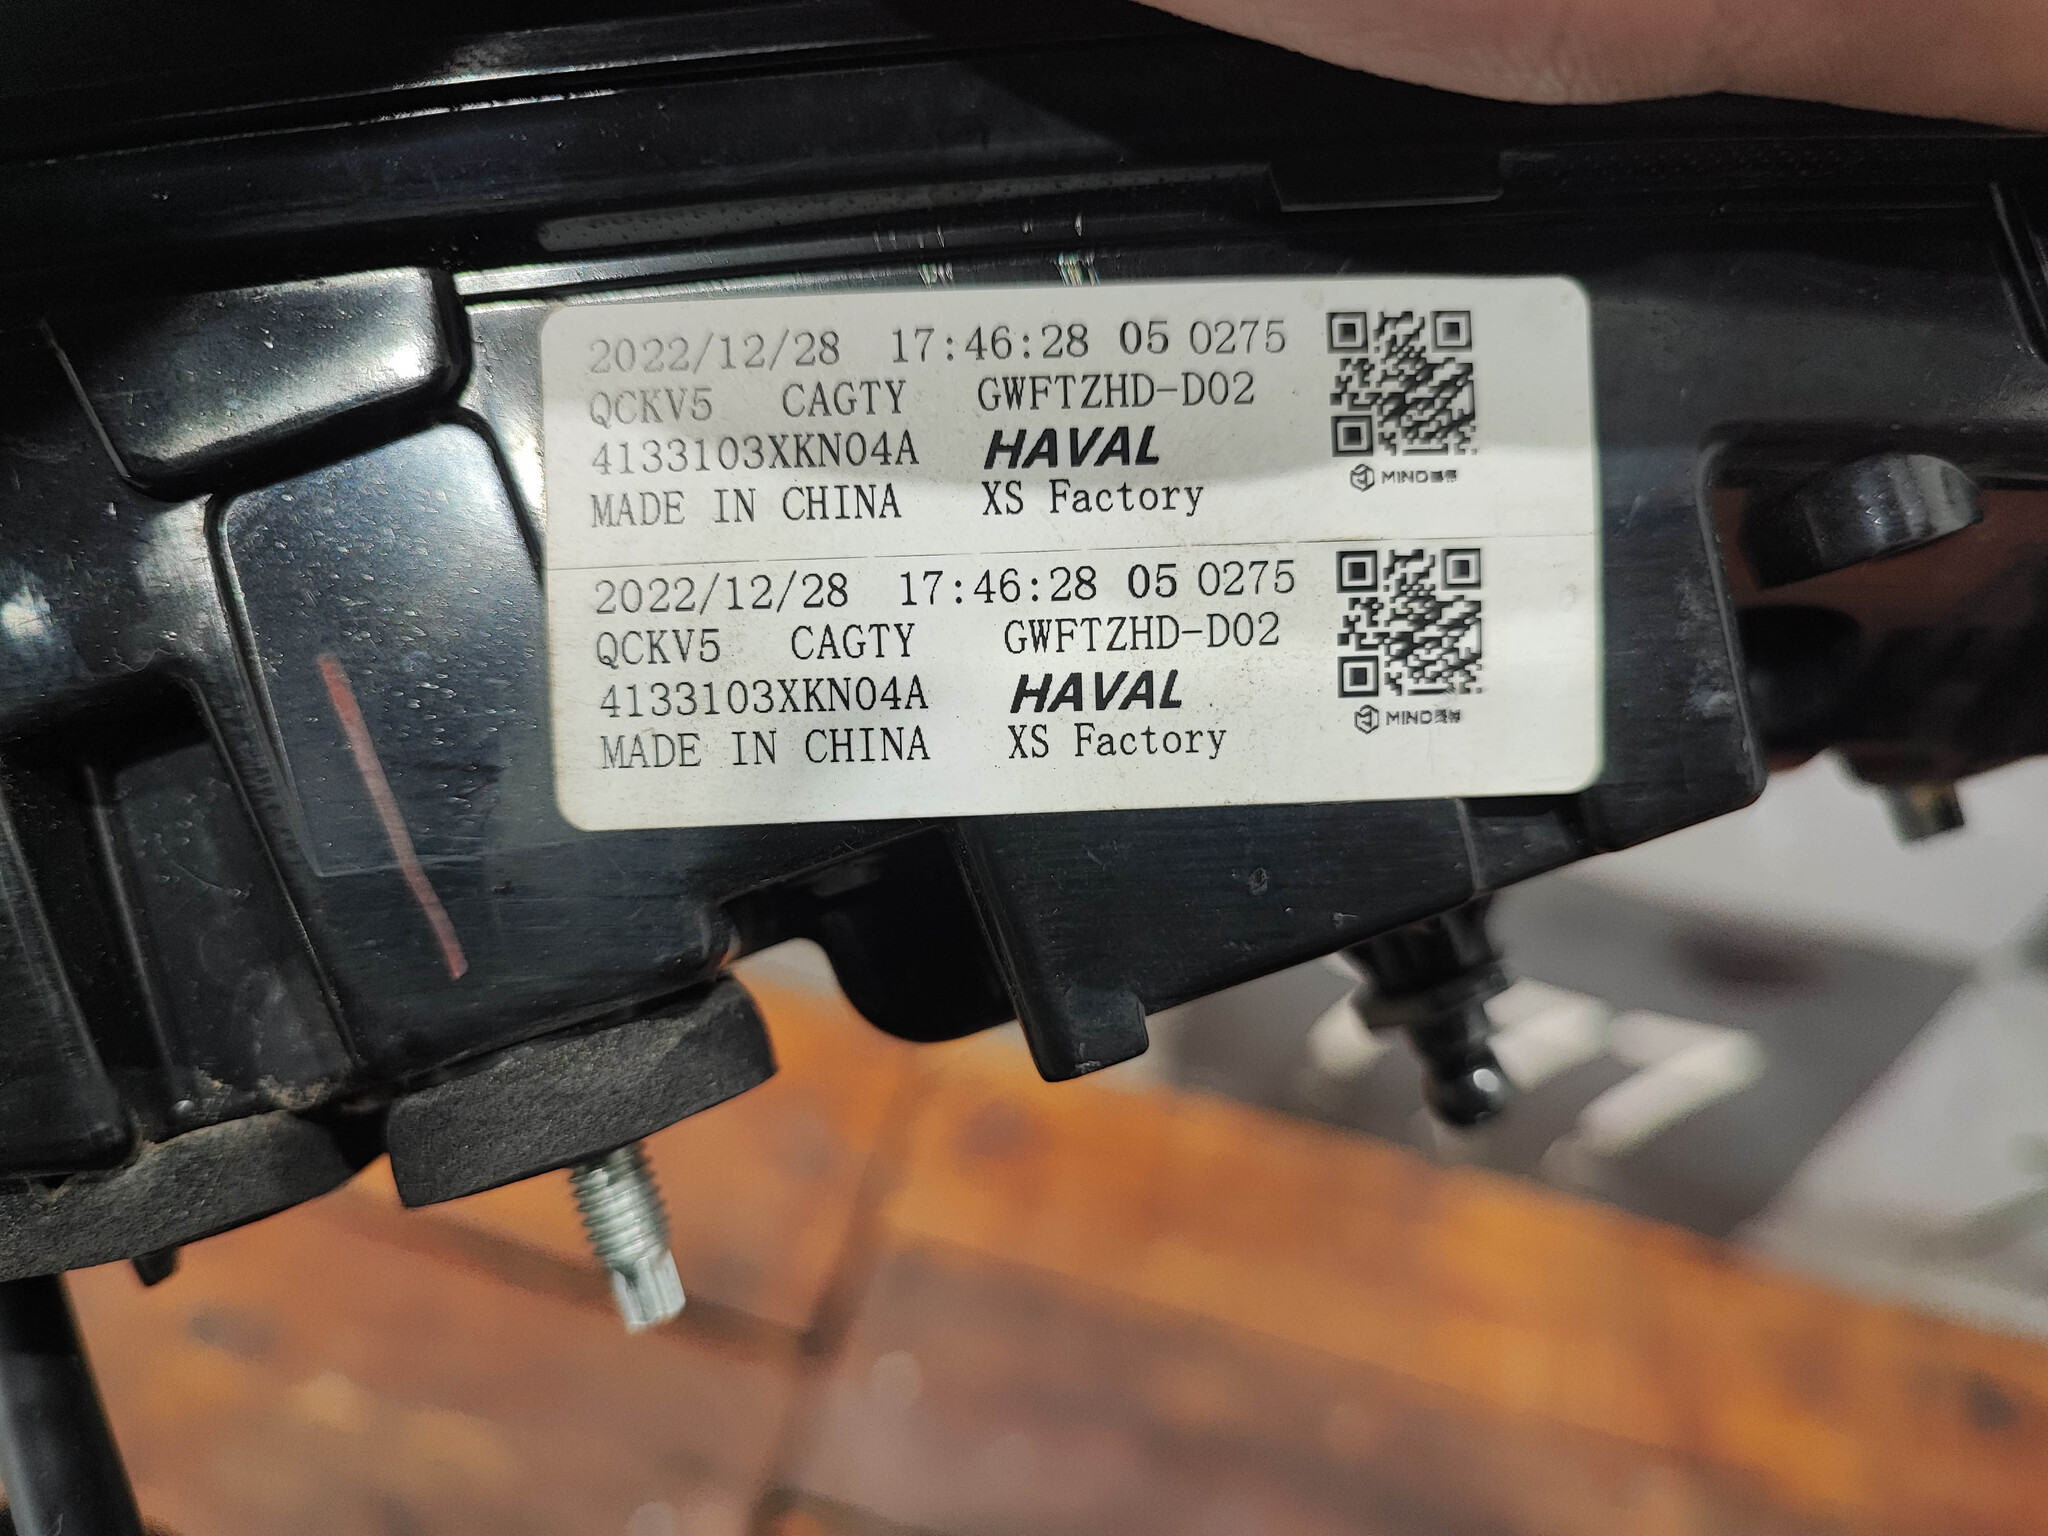 2022/12/28 17:46:28 05 0275
QCKV5 CAGTY GWFTZHD-D02
4133103XKN04A HAVAL
MIND
MADE IN CHINA XS Factory
2022/12/28 17:46:28 05 0275
QCKV5 CAGTY GWFTZHD-D02
4133103XKN04A HAVAL
MIND
MADE IN CHINA XS Factory